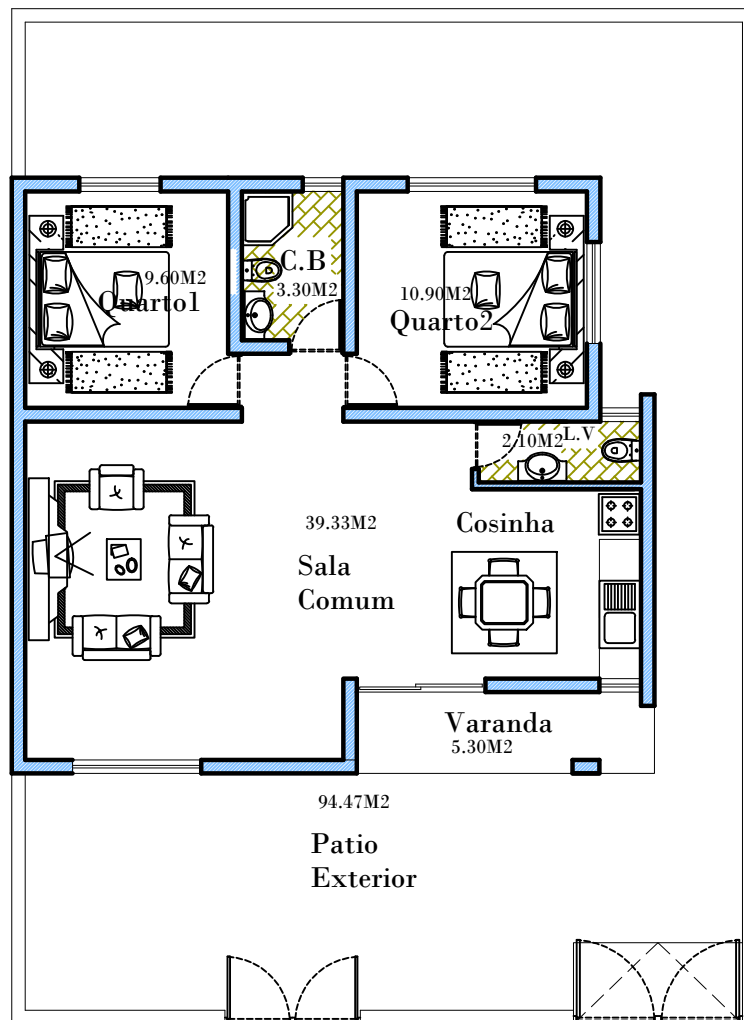 9.60M2
Quarto1
C.B
3.30M2
10.90M2
Quarto2
2.10M2
L.V
39.33M2
Sala
Comum
Cosinha
Varanda
5.30M2
94.47M2
Patio
Exterior